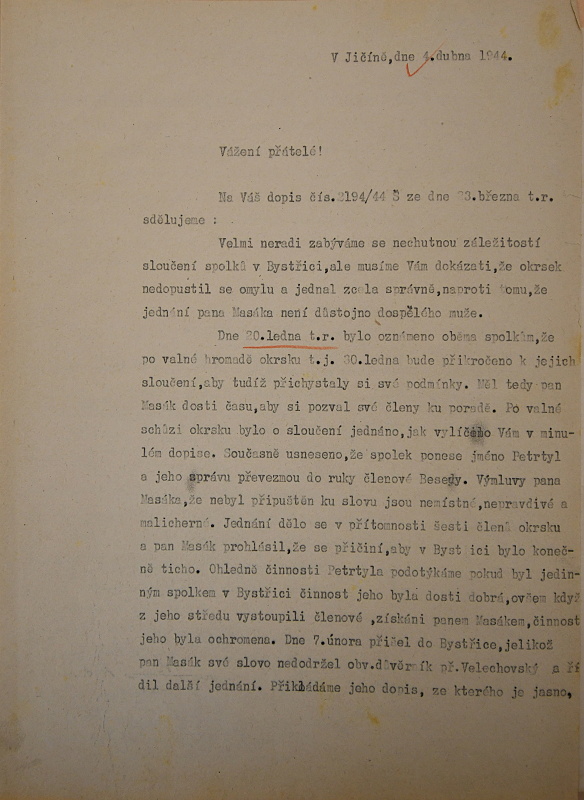 V Jičíně,dne 4.dubna 1944.
Vážení přátelé!
Na Váš dopis čís.2194/44 Š ze dne 23.března t.r.
sdělujeme :
Velmi neradi zabýváme se nechutnou záležitostí
sloučení spolků v Bystřici,ale musíme Vám dokázati,že okrsek
nedopustil se omylu a jednal zcela správně,naproti tomu,že
jednání pana Masáka není důstojno dospělého muže.
Dne 20.ledna t.r. bylo oznámeno oběma spolkům,že
po valné hromadě okrsku t.j. 30.ledna bude přikročeno k jejich
sloučení,aby tudíž přichystaly si své podmínky. Měl tedy pan
Masák dosti času,aby si pozval své členy ku poradě. Po valné
schůzi okrsku bylo o sloučení jednáno,jak vylíčeno Vám v minu-
lém dopise. Současně usneseno,že spolek ponese jméno Petrtyl
a jeho správu převezmou do ruky členové Besedy. Výmluvy pana
Masáka,že nebyl připuštěn ku slovu jsou nemístné,nepravdivé a
malicherné. Jednání dělo se v přítomnosti šesti členů okrsku
a pan Masák prohlásil,že se přičiní,aby v Byst ici bylo koneč-
ně ticho. Ohledně činnosti Petrtyla podotýkáme pokud byl jedin-
ným spolkem v Bystřici činnost jeho byla dosti dobrá,ovšem když
z jeho středu vystoupili členové ,získáni panem Masákem,činnost
jeho byla ochromena. Dne 7.února přišel do Bystřice,jelikož
pan Masák své slovo nedodržel obv.důvěrník př.Velechovský a ří
dil další jednání. Přikládáme jeho dopis, ze kterého je jasno,